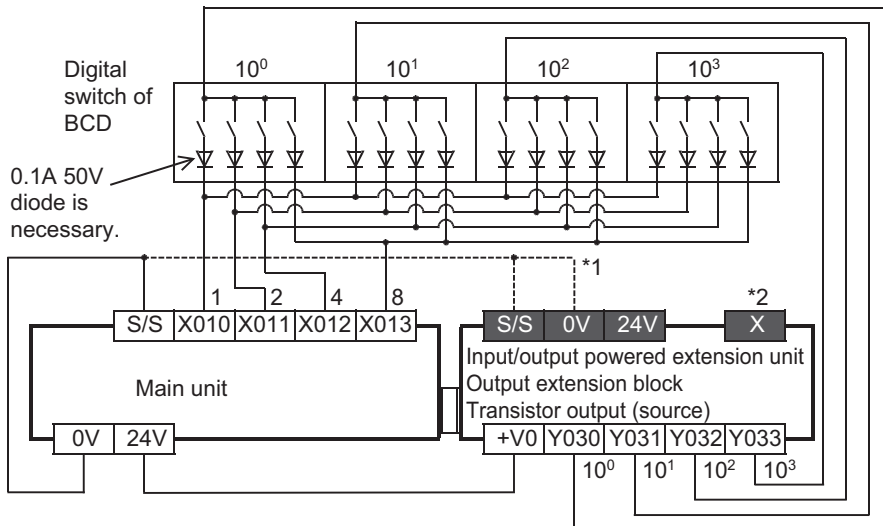 Digital
switch of
BCD
10⁰ 10¹ 10² 10³
0.1A 50V
diode is
necessary.
*1
1 2 4 8 *2
S/S X010 X011 X012 X013
S/S 0V 24V X
Main unit
Input/output powered extension unit
Output extension block
Transistor output (source)
0V 24V
+V0 Y030 Y031 Y032 Y033
10⁰ 10¹ 10² 10³